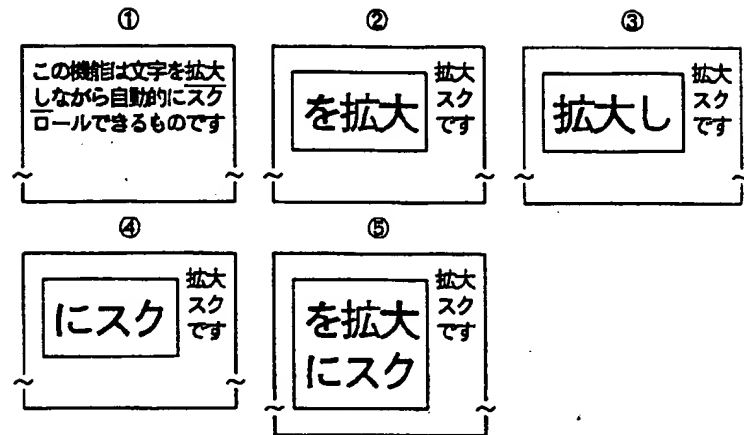 ①
この機能は文字を拡大
しながら自動的にスク
ロールできるものです
②
を拡大
拡大
スク
です
③
拡大し
拡大
スク
です
④
にスク
拡大
スク
です
⑤
を拡大
にスク
拡大
スク
です